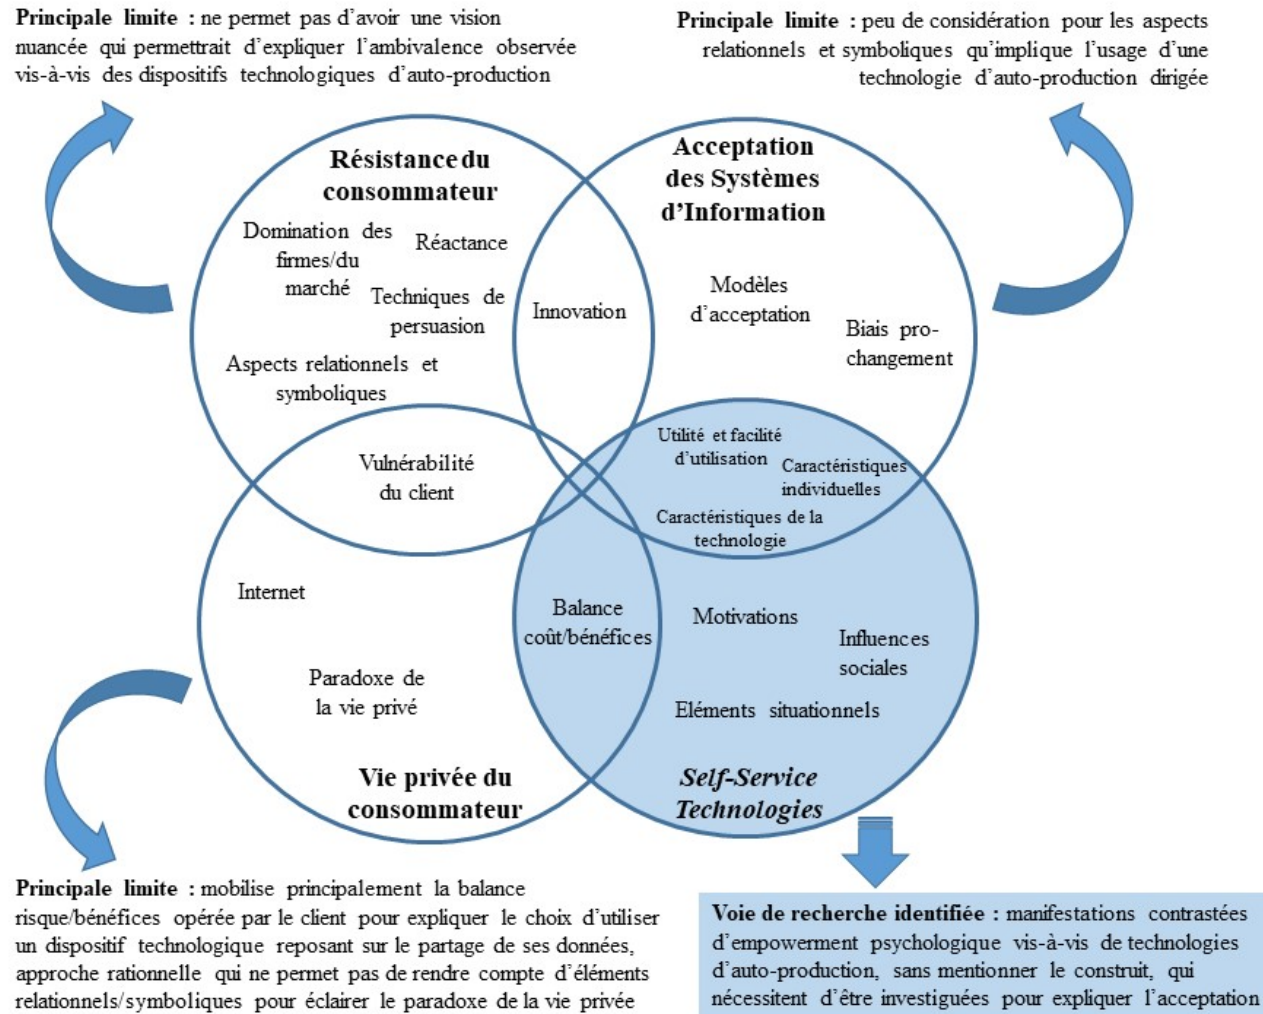 Principale limite : ne permet pas d'avoir une vision
nuancée qui permettrait d'expliquer l'ambivalence observée
vis-à-vis des dispositifs technologiques d'auto-production
Principale limite : peu de considération pour les aspects
relationnels et symboliques qu'implique l'usage d'une
technologie d'auto-production dirigée
Résistance du
consommateur
Domination des
firmes/du
marché
Réactance
Techniques de
persuasion
Aspects relationnels et
symboliques
Innovation
Acceptation
des Systèmes
d'Information
Modèles
d'acceptation
Biais pro-
changement
Vulnérabilité
du client
Utilité et facilité
d'utilisation
Caractéristiques
individuelles
Caractéristiques de la
technologie
Internet
Paradoxe de
la vie privé
Vie privée du
consommateur
Balance
coût/bénéfices
Motivations
Influences
sociales
Eléments situationnels
Self-Service
Technologies
Principale limite : mobilise principalement la balance
risque/bénéfices opérée par le client pour expliquer le choix d'utiliser
un dispositif technologique reposant sur le partage de ses données,
approche rationnelle qui ne permet pas de rendre compte d'éléments
relationnels/symboliques pour éclairer le paradoxe de la vie privée
Voie de recherche identifiée : manifestations contrastées
d'empowerment psychologique vis-à-vis de technologies
d'auto-production, sans mentionner le construit, qui
nécessitent d'être investiguées pour expliquer l'acceptation